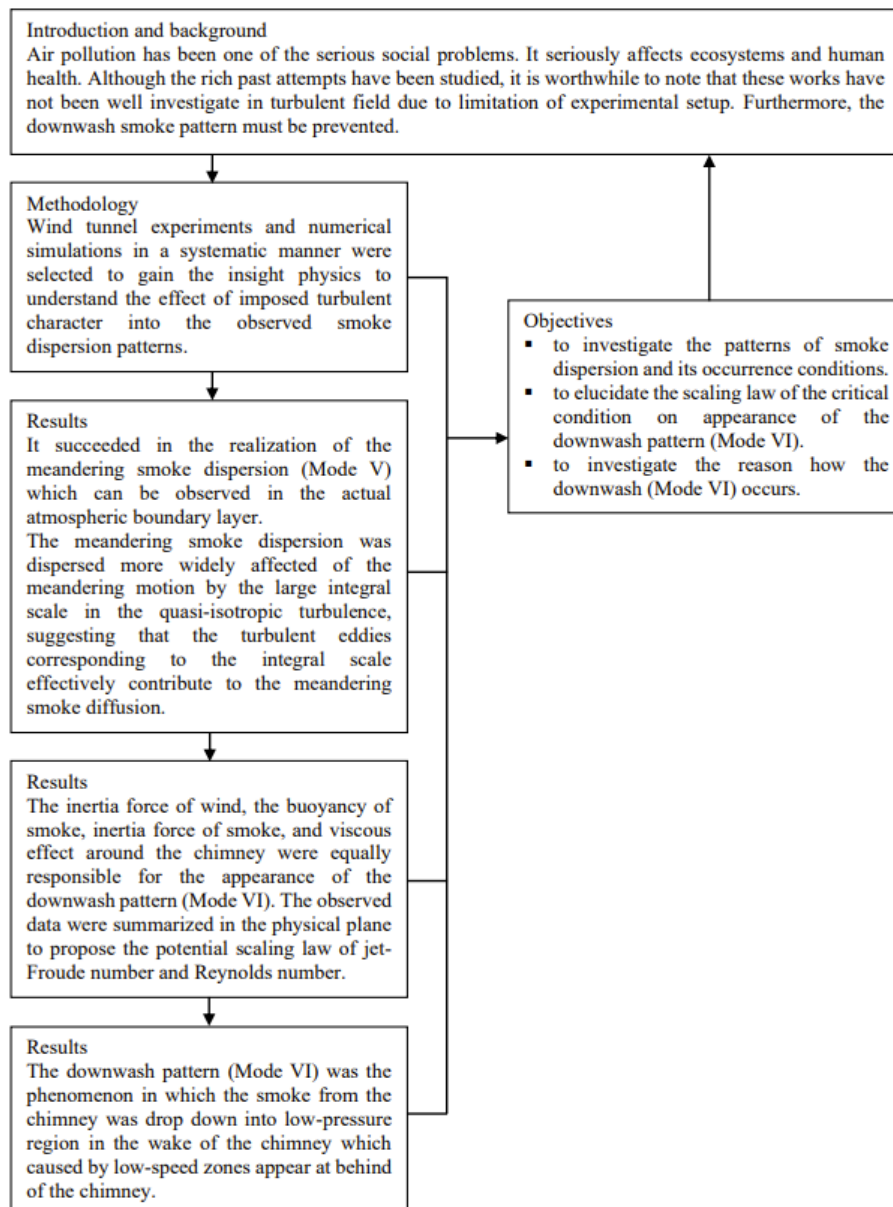 Introduction and background
Air pollution has been one of the serious social problems. It seriously affects ecosystems and human
health. Although the rich past attempts have been studied, it is worthwhile to note that these works have
not been well investigate in turbulent field due to limitation of experimental setup. Furthermore, the
downwash smoke pattern must be prevented.
Methodology
Wind tunnel experiments and numerical
simulations in a systematic manner were
selected to gain the insight physics to
understand the effect of imposed turbulent
character into the observed smoke
dispersion patterns.
Objectives
▪ to investigate the patterns of smoke
dispersion and its occurrence conditions.
▪ to elucidate the scaling law of the critical
condition on appearance of the
downwash pattern (Mode VI).
▪ to investigate the reason how the
downwash (Mode VI) occurs.
Results
It succeeded in the realization of the
meandering smoke dispersion (Mode V)
which can be observed in the actual
atmospheric boundary layer.
The meandering smoke dispersion was
dispersed more widely affected of the
meandering motion by the large integral
scale in the quasi-isotropic turbulence,
suggesting that the turbulent eddies
corresponding to the integral scale
effectively contribute to the meandering
smoke diffusion.
Results
The inertia force of wind, the buoyancy of
smoke, inertia force of smoke, and viscous
effect around the chimney were equally
responsible for the appearance of the
downwash pattern (Mode VI). The observed
data were summarized in the physical plane
to propose the potential scaling law of jet-
Froude number and Reynolds number.
Results
The downwash pattern (Mode VI) was the
phenomenon in which the smoke from the
chimney was drop down into low-pressure
region in the wake of the chimney which
caused by low-speed zones appear at behind
of the chimney.